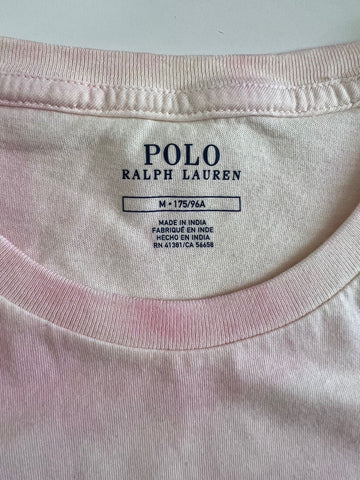 POLO
RALPH LAUREN
M • 175/96A
MADE IN INDIA
FABRIQUÉ EN INDE
HECHO EN INDIA
RN 41381/CA 56658